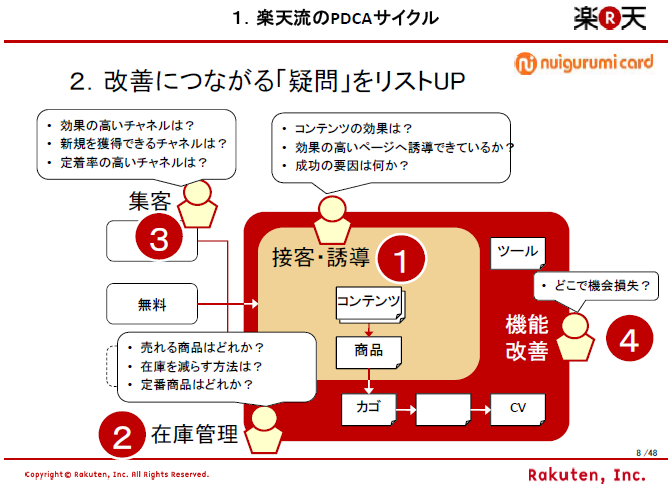 1．楽天流のPDCAサイクル
楽R天
nuigurumi card
２．改善につながる「疑問」をリストUP
• 効果の高いチャネルは？
• 新規を獲得できるチャネルは？
• 定着率の高いチャネルは？
• コンテンツの効果は？
• 効果の高いページへ誘導できているか？
• 成功の要因は何か？
集客
3
接客・誘導
1
ツール
• どこで機会損失？
無料
コンテンツ
機能
改善
4
• 売れる商品はどれか？
• 在庫を減らす方法は？
• 定番商品はどれか？
商品
カゴ
CV
2
在庫管理
8 /48
Copyright © Rakuten, Inc. All Rights Reserved.
Rakuten, Inc.